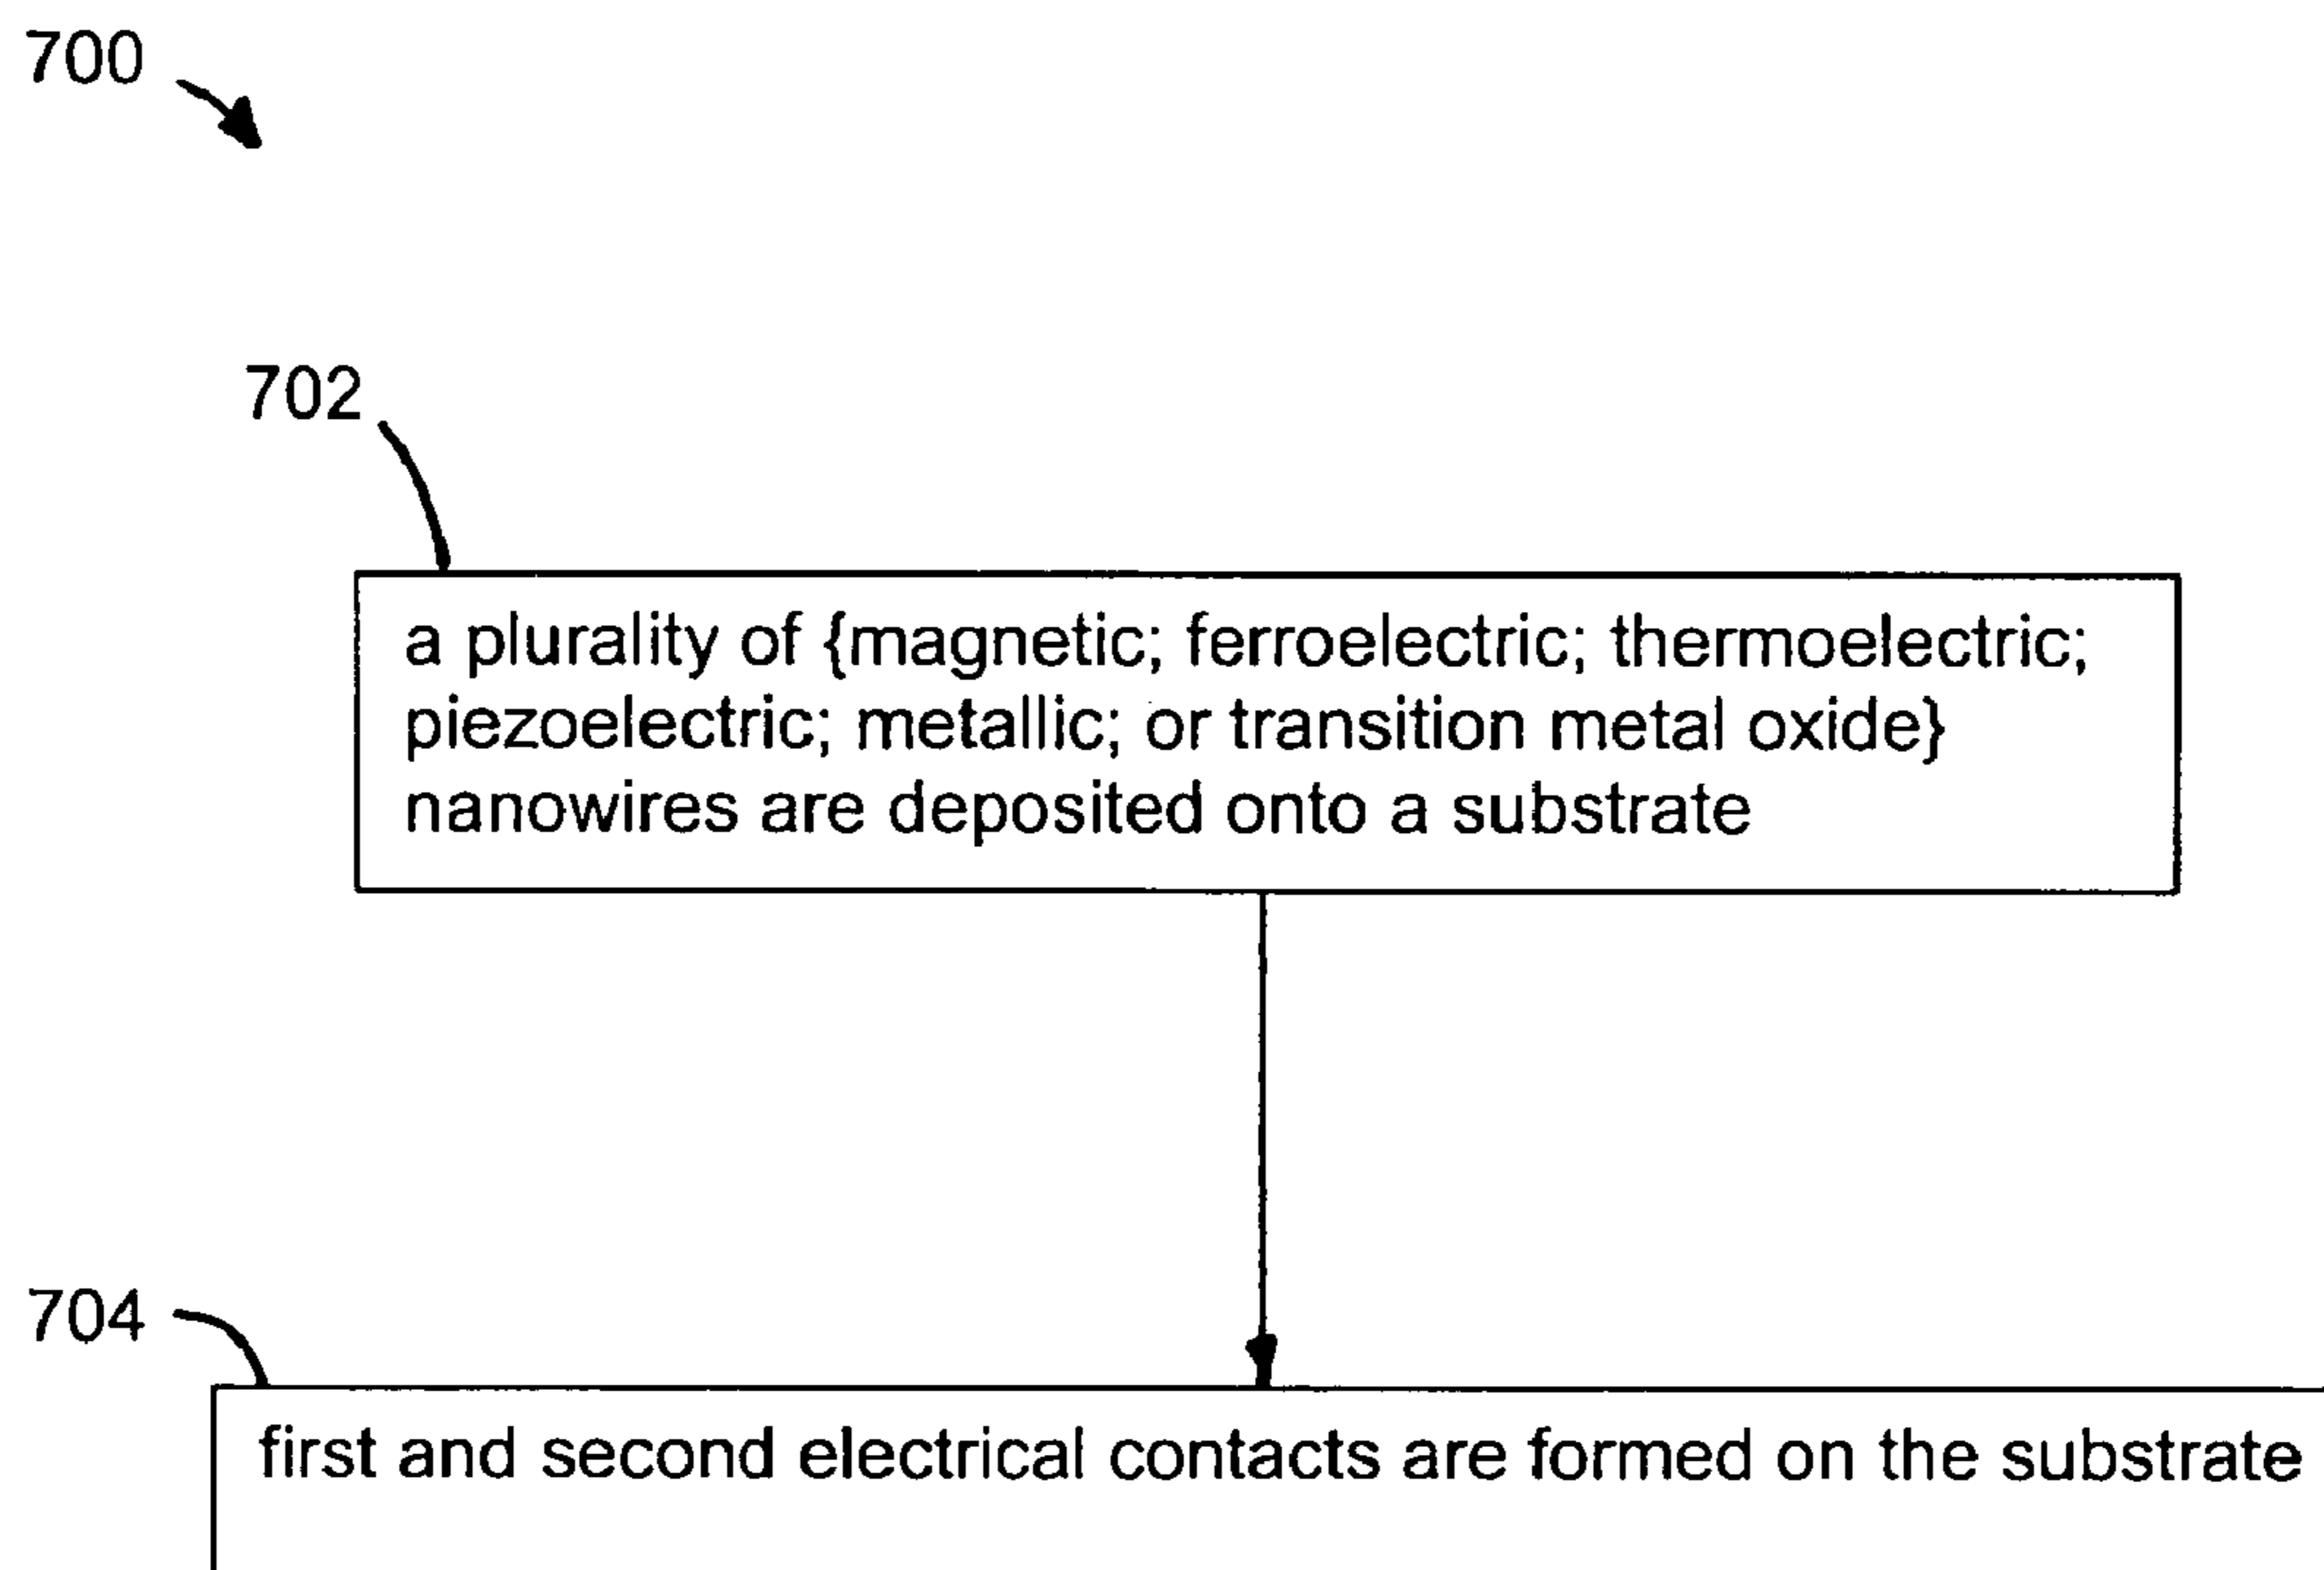 700
702
a plurality of {magnetic; ferroelectric; thermoelectric;
piezoelectric; metallic; or transition metal oxide}
nanowires are deposited onto a substrate
704
first and second electrical contacts are formed on the substrate